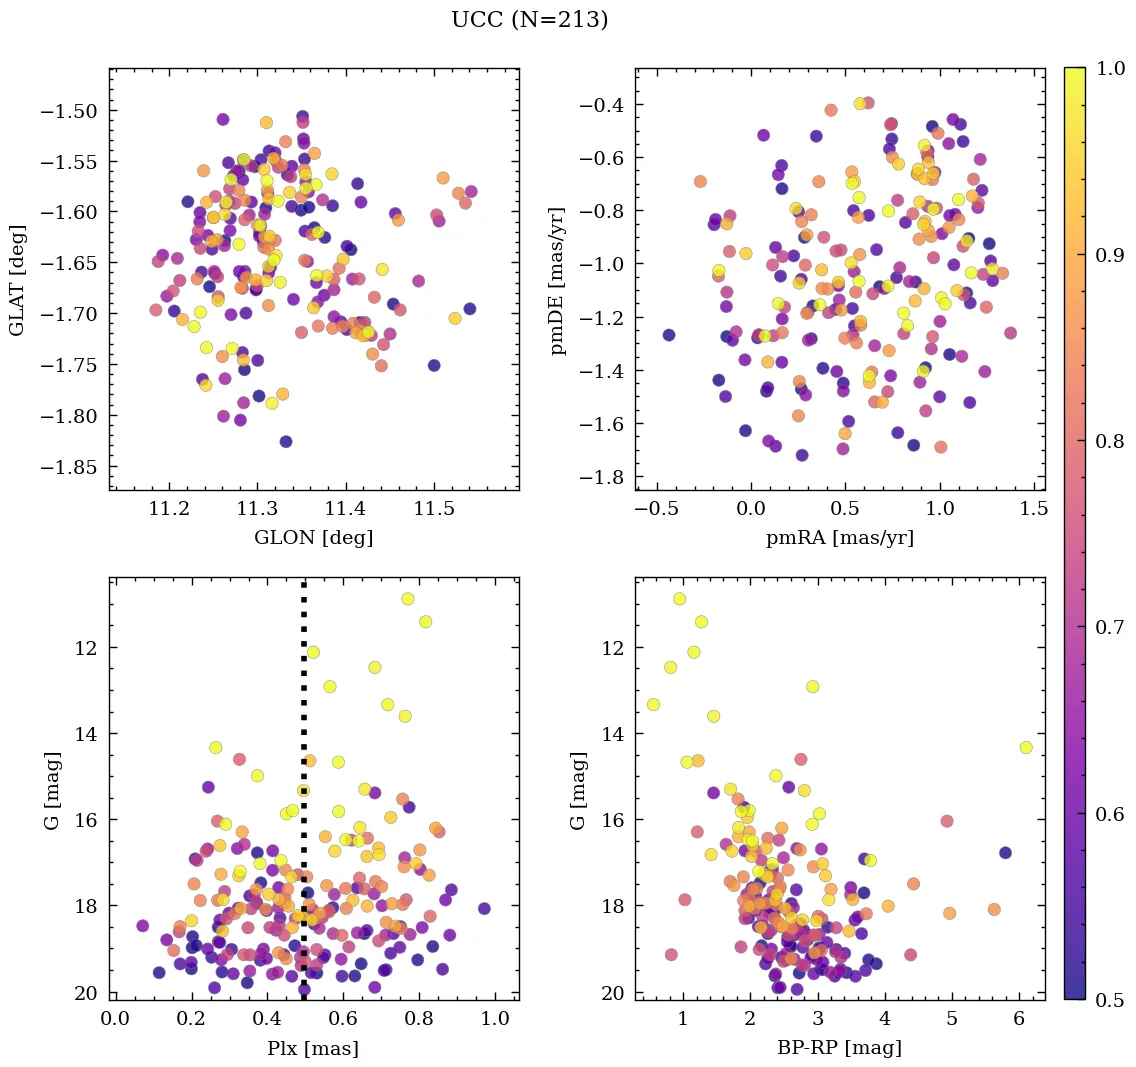 UCC (N=213)
−1.50
−1.55
−1.60
−1.65
−1.70
−1.75
−1.80
−1.85
GLAT [deg]
11.2 11.3 11.4 11.5
GLON [deg]
−0.4
−0.6
−0.8
−1.0
−1.2
−1.4
−1.6
−1.8
pmDE [mas/yr]
−0.5 0.0 0.5 1.0 1.5
pmRA [mas/yr]
12
14
16
18
20
G [mag]
0.0 0.2 0.4 0.6 0.8 1.0
Plx [mas]
12
14
16
18
20
G [mag]
1 2 3 4 5 6
BP-RP [mag]
1.0
0.9
0.8
0.7
0.6
0.5